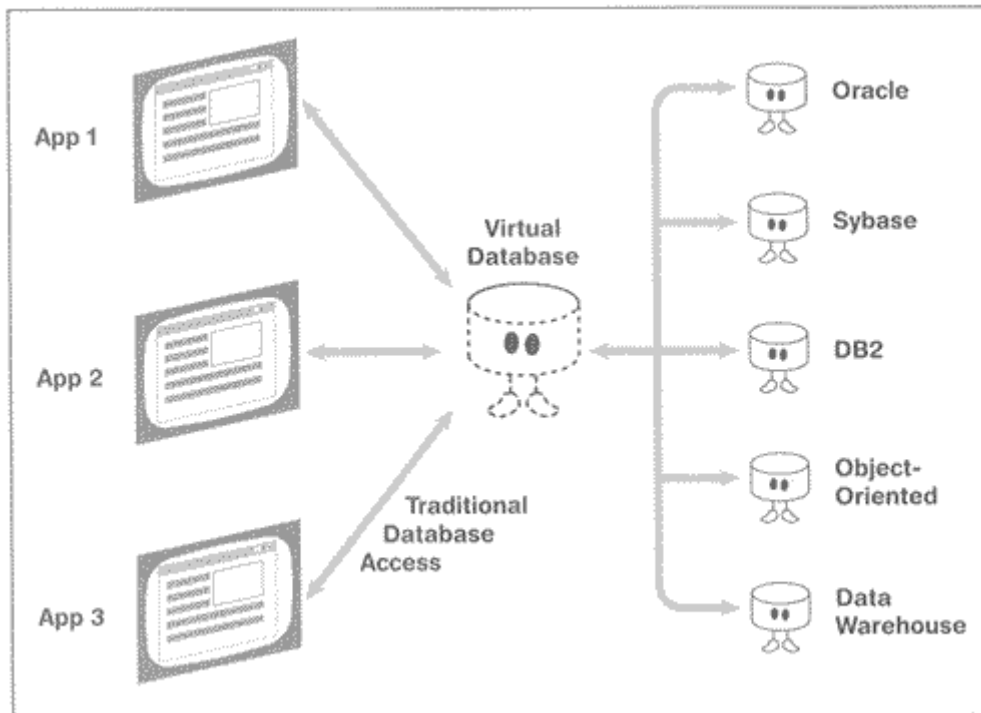 App 1
App 2
App 3
Virtual
Database
Traditional
Database
Access
Oracle
Sybase
DB2
Object-
Oriented
Data
Warehouse